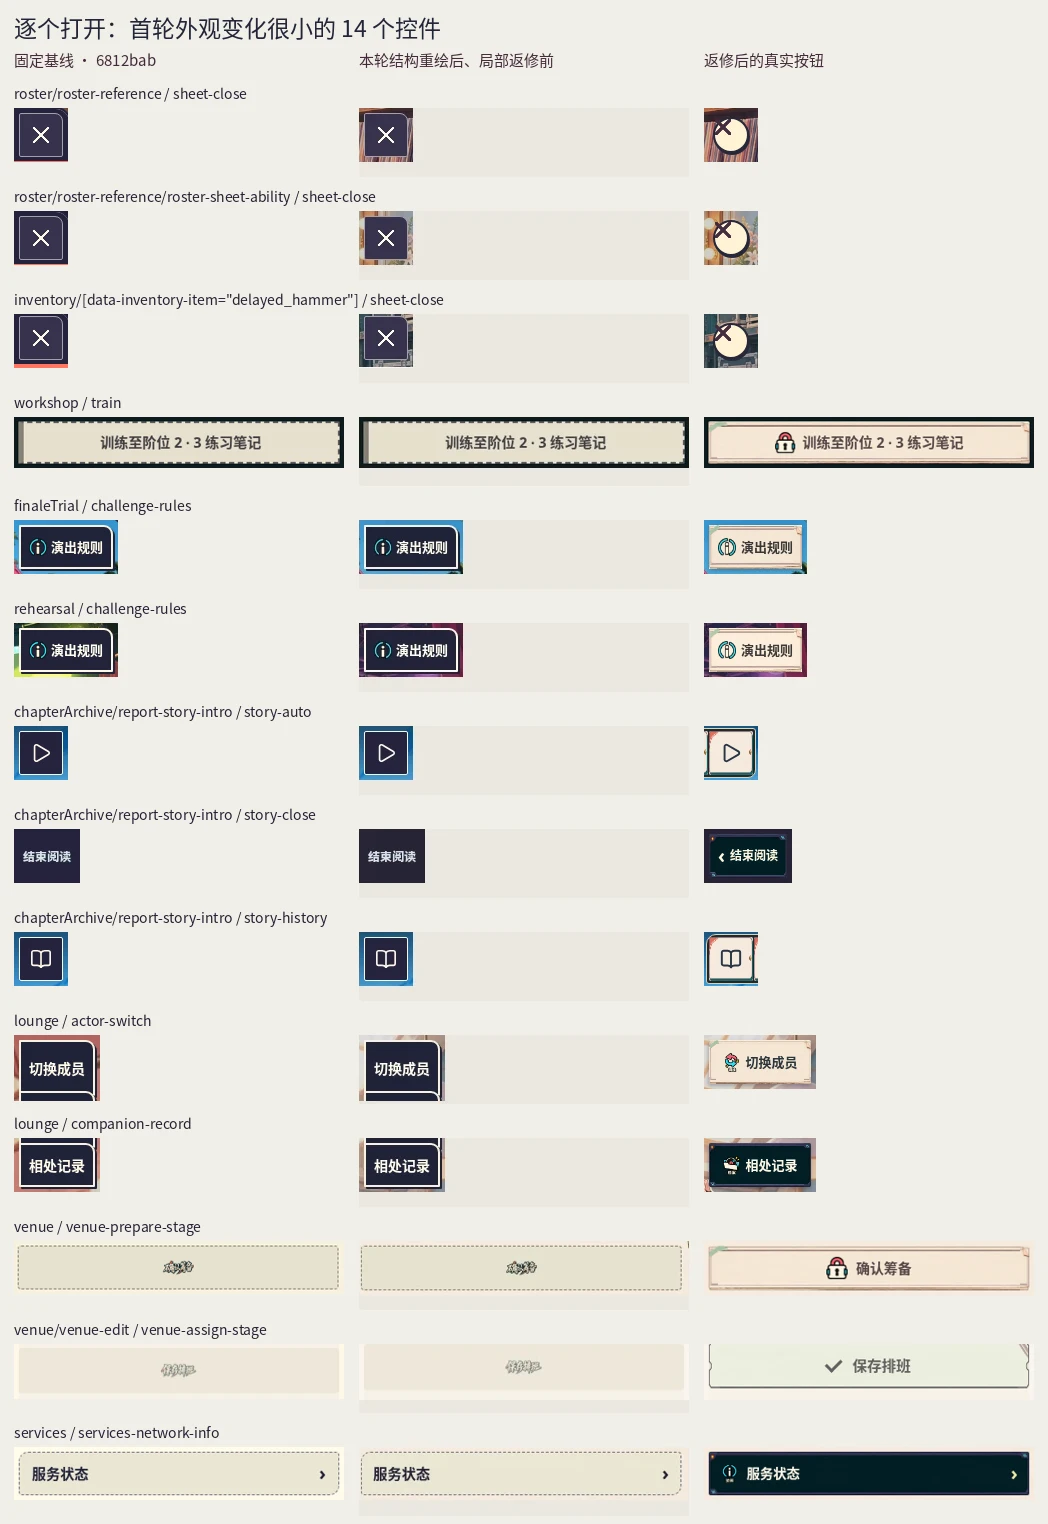 逐个打开：首轮外观变化很小的 14 个控件
固定基线 · 6812bab
本轮结构重绘后、局部返修前
返修后的真实按钮
roster/roster-reference / sheet-close
roster/roster-reference/roster-sheet-ability / sheet-close
inventory/[data-inventory-item="delayed_hammer"] / sheet-close
workshop / train
训练至阶位 2 · 3 练习笔记
训练至阶位 2 · 3 练习笔记
训练至阶位 2 · 3 练习笔记
finaleTrial / challenge-rules
演出规则
演出规则
演出规则
rehearsal / challenge-rules
演出规则
演出规则
演出规则
chapterArchive/report-story-intro / story-auto
chapterArchive/report-story-intro / story-close
结束阅读
结束阅读
‹ 结束阅读
chapterArchive/report-story-intro / story-history
lounge / actor-switch
切换成员
切换成员
切换成员
lounge / companion-record
相处记录
相处记录
相处记录
venue / venue-prepare-stage
确认筹备
venue/venue-edit / venue-assign-stage
保存排班
services / services-network-info
服务状态 ›
服务状态 ›
服务状态 ›